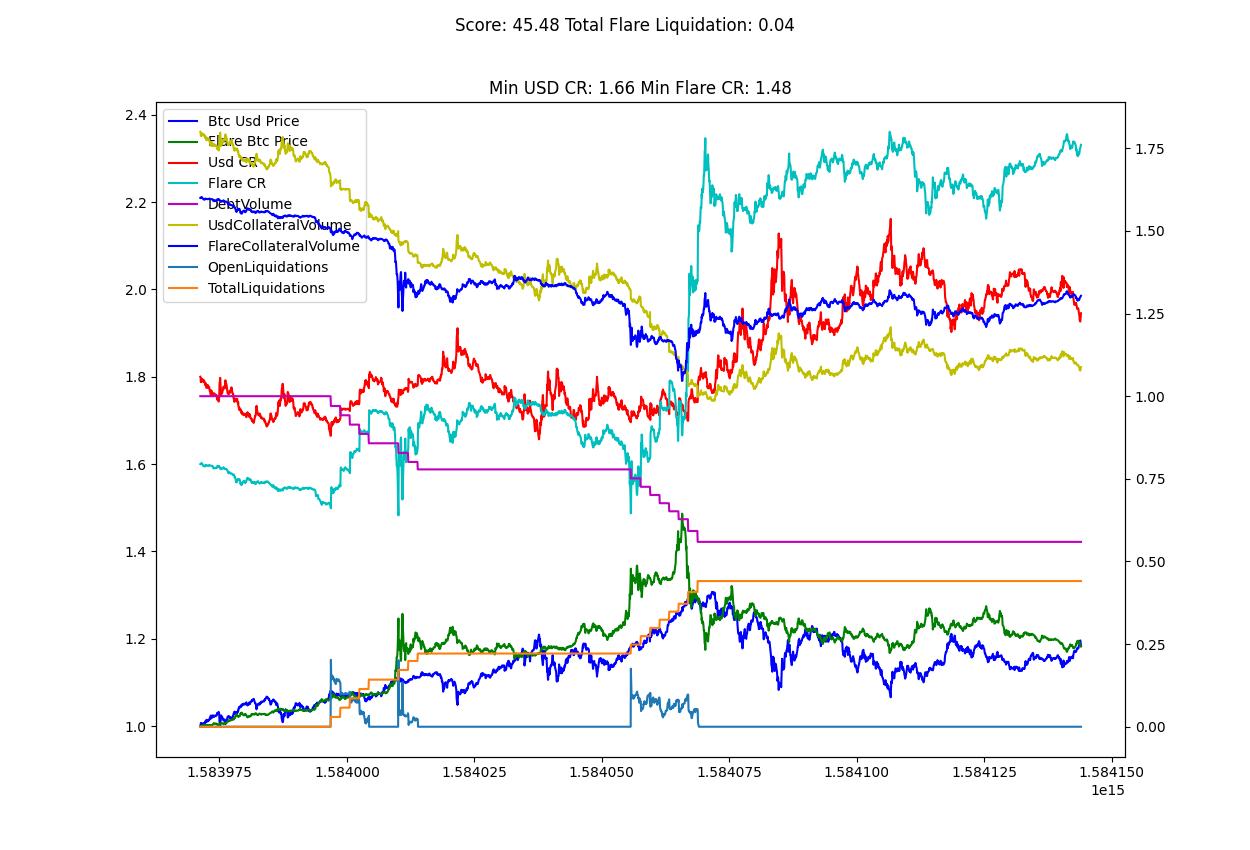 Score: 45.48 Total Flare Liquidation: 0.04
Min USD CR: 1.66 Min Flare CR: 1.48
Btc Usd Price
Flare Btc Price
Usd CR
Flare CR
DebtVolume
UsdCollateralVolume
FlareCollateralVolume
OpenLiquidations
TotalLiquidations
2.4
2.2
2.0
1.8
1.6
1.4
1.2
1.0
1.75
1.50
1.25
1.00
0.75
0.50
0.25
0.00
1.583975 1.584000 1.584025 1.584050 1.584075 1.584100 1.584125 1.584150
1e15